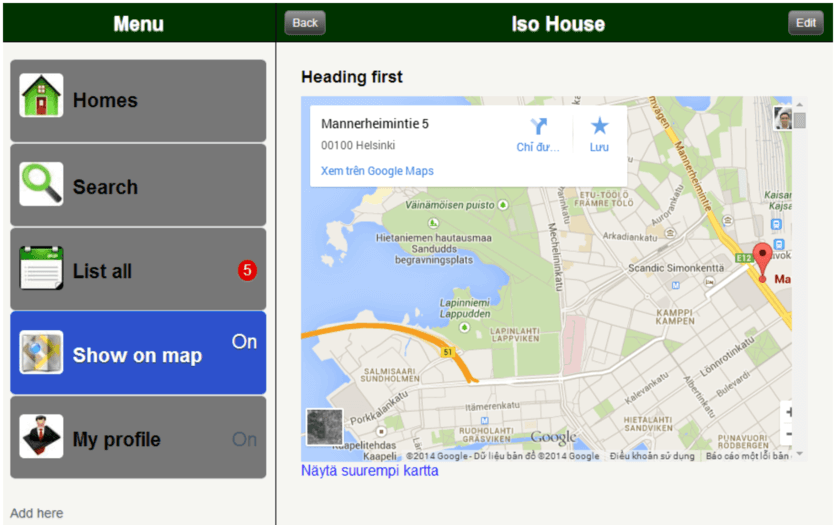 Menu
Back
Iso House
Edit
Homes
Search
List all
5
Show on map
On
My profile
On
Add here
Heading first
Mannerheimintie 5
00100 Helsinki
Xem trên Google Maps
Chỉ đư...
Lưu
Väinämöisen puisto
Hietaniemen hautausmaa
Sandudds
begravningsplats
Mechelininkatu
ETU-TÖÖLÖ
FRÄMRE TÖLÖ
Arkadiankatu
Aurorankatu
Mannerheimintie
Scandic Simonkenttä
E12
Ma
Lapinniemi
Lappudden
LAPINLAHTI
LAPPVIKEN
KAMPPI
KAMPEN
51
SALMISAARI
SUNDHOLMEN
Porkkalankatu
Itämerenkatu
RUOHOLAHTI
GRÄSVIKEN
Kaapelitehdas
Kaapeli
Kalevankatu
Albertinkatu
Lönnrotinkatu
Bulevardi
HIETALAHTI
SANDVIKEN
PUNAVUORI
RÖDBERGEN
Google
©2014 Google - Dữ liệu bản đồ ©2014 Google
Điều khoản sử dụng
Báo cáo một lỗi bản
Näytä suurempi kartta